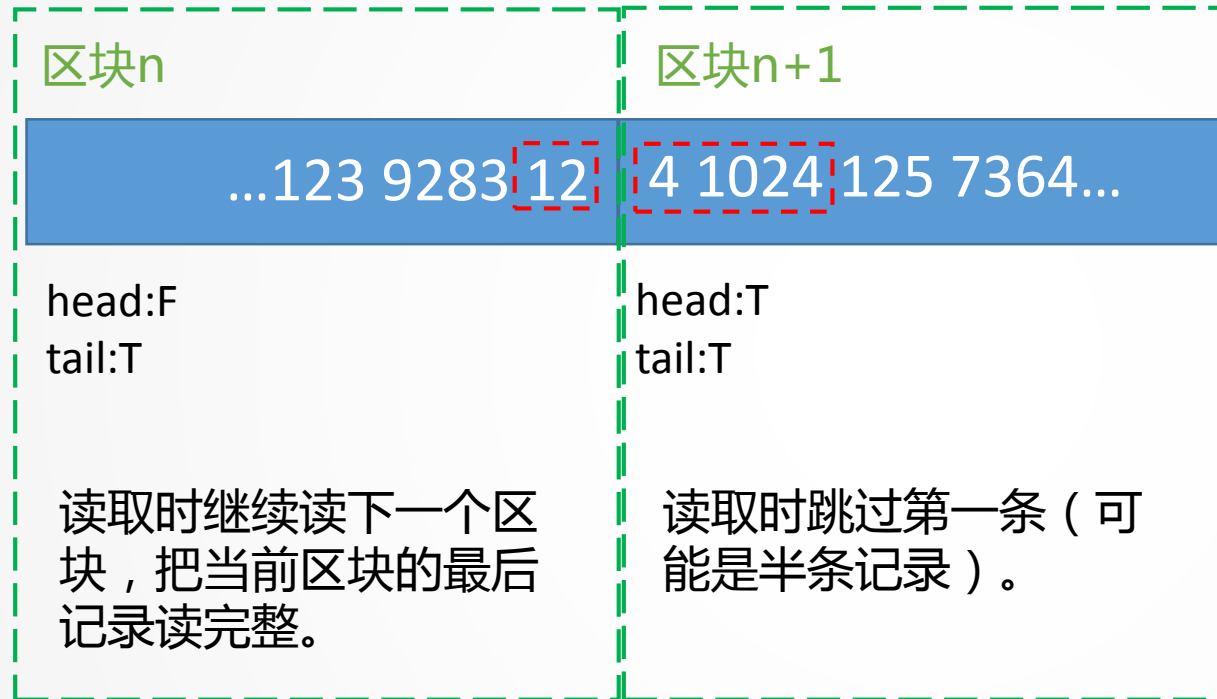 区块n
区块n+1
…123 9283 12
4 1024 125 7364…
head:F
tail:T
head:T
tail:T
读取时继续读下一个区
块，把当前区块的最后
记录读完整。
读取时跳过第一条（可
能是半条记录）。